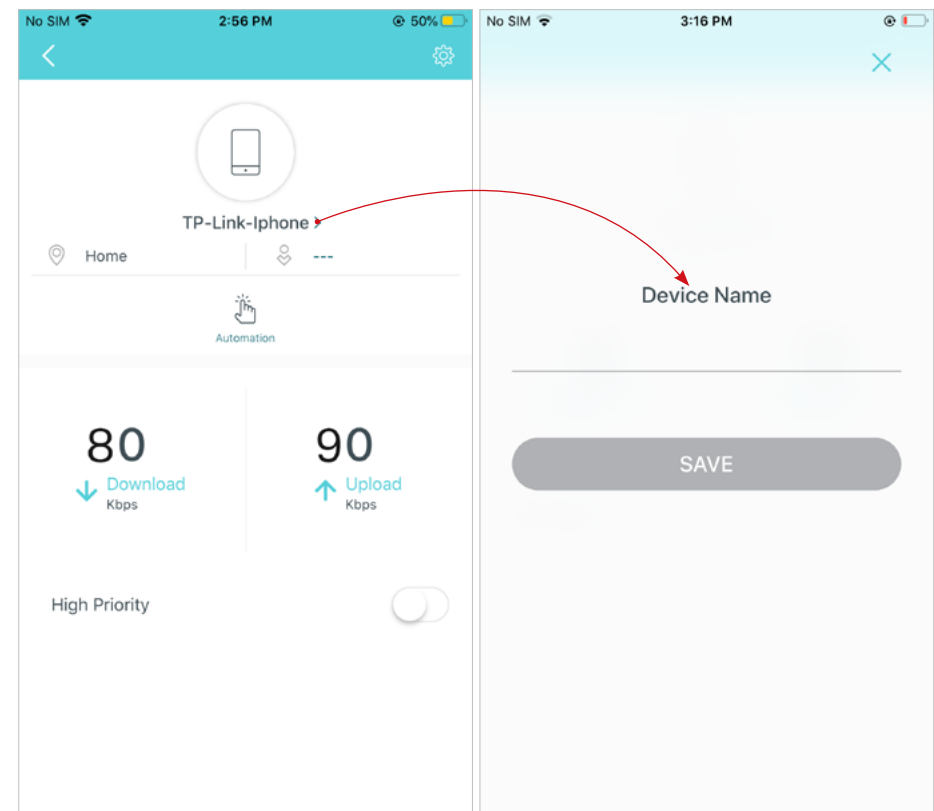 No SIM 2:56 PM 50%
TP-Link-Iphone
Home ---
Automation
80 90
Download Upload
Kbps Kbps
High Priority
No SIM 3:16 PM
Device Name
SAVE